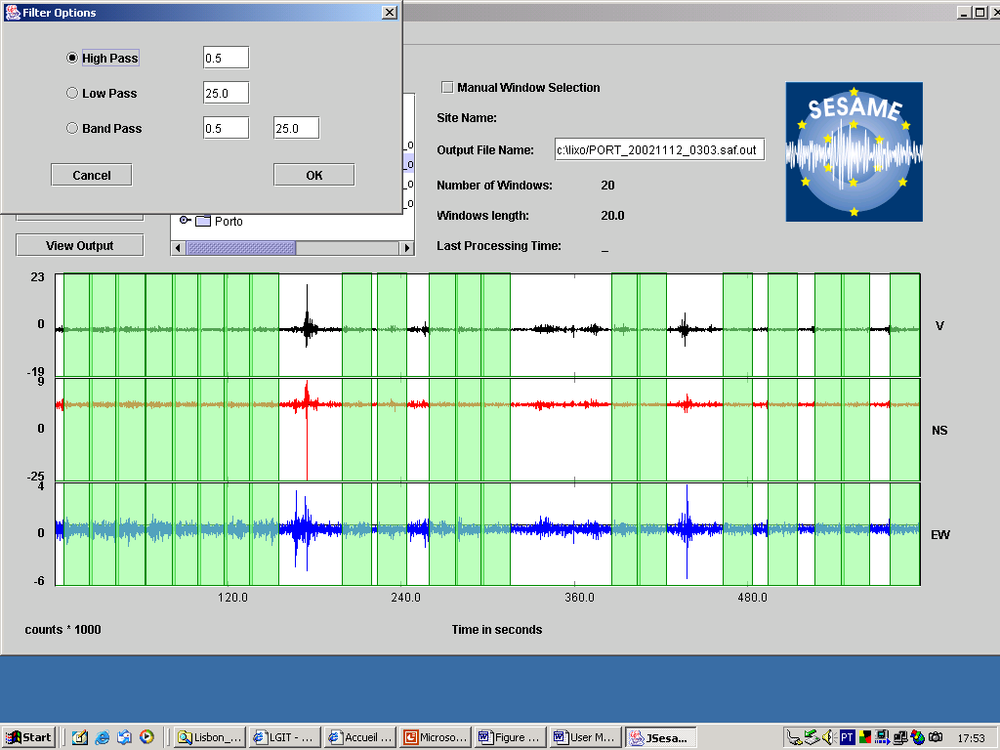 Filter Options
High Pass 0.5
Low Pass 25.0
Band Pass 0.5 25.0
Cancel OK
Manual Window Selection
Site Name:
Output File Name: c:\lixo/PORT_20021112_0303.saf.out
Number of Windows: 20
Windows length: 20.0
Last Processing Time: _
SESAME
Porto
View Output
23
0
-19
V
9
0
-25
NS
4
0
-6
EW
120.0 240.0 360.0 480.0
counts * 1000 Time in seconds
Start Lisbon_... LGIT - ... Accueil ... Microso... Figure ... User M... JSesa... PT 17:53